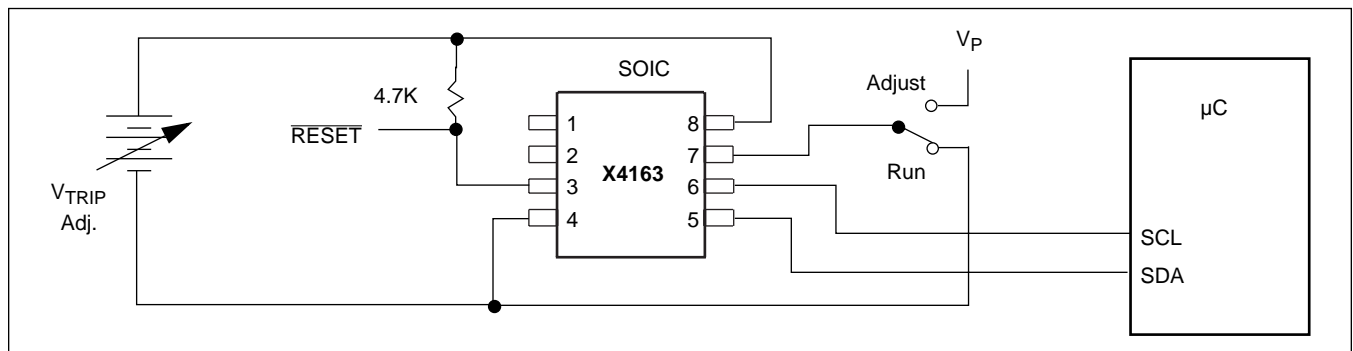 V_P
SOIC
Adjust
µC
4.7K
1
8
RESET
7
2
X4163
Run
V_TRIP
3
6
Adj.
4
5
SCL
SDA